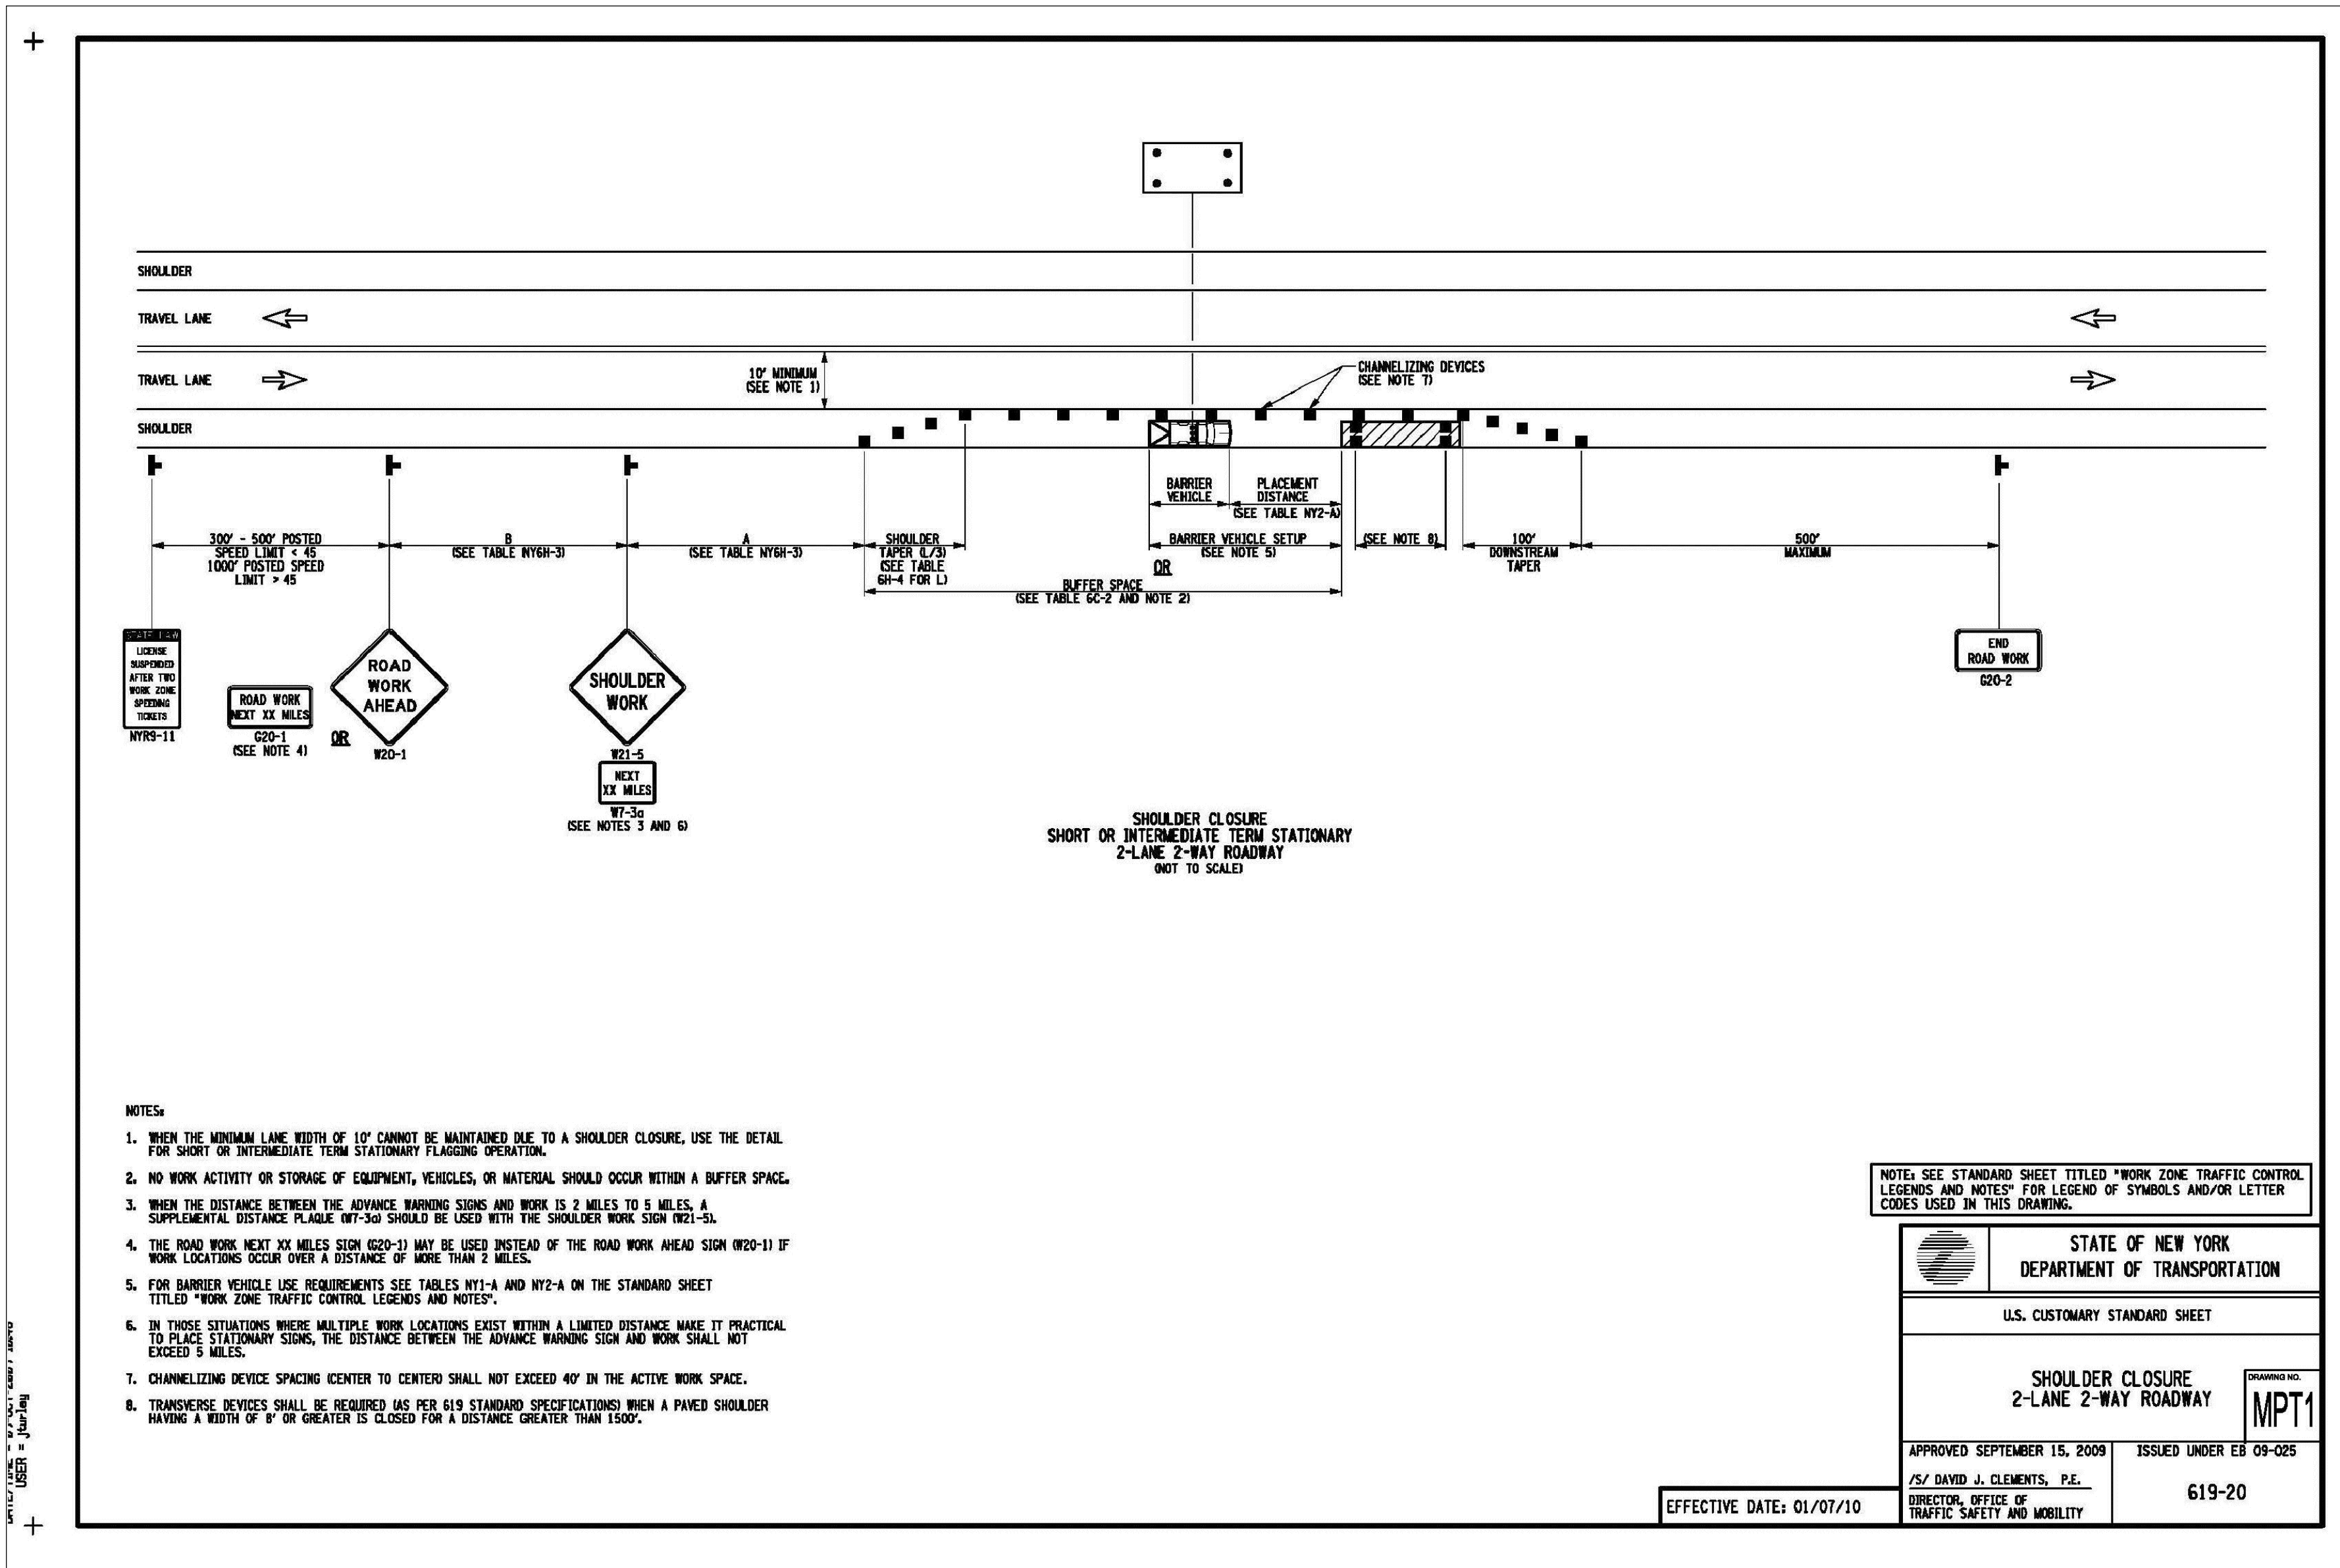 SHOULDER
TRAVEL LANE
10' MINIMUM
(SEE NOTE 1)
CHANNELIZING DEVICES
(SEE NOTE 7)
TRAVEL LANE
SHOULDER
BARRIER
VEHICLE
PLACEMENT
DISTANCE
(SEE TABLE NY2-A)
300' - 500' POSTED
SPEED LIMIT < 45
1000' POSTED SPEED
LIMIT > 45
B
(SEE TABLE NY6H-3)
A
(SEE TABLE NY6H-3)
SHOULDER
TAPER (L/3)
(SEE TABLE
6H-4 FOR L)
BARRIER VEHICLE SETUP
(SEE NOTE 5)
OR
BUFFER SPACE
(SEE TABLE 6C-2 AND NOTE 2)
(SEE NOTE 8)
100'
DOWNSTREAM
TAPER
500'
MAXIMUM
STATE LAW
LICENSE
SUSPENDED
AFTER TWO
WORK ZONE
SPEEDING
TICKETS
NYR9-11
ROAD WORK
NEXT XX MILES
G20-1
(SEE NOTE 4)
OR
ROAD
WORK
AHEAD
W20-1
SHOULDER
WORK
W21-5
NEXT
XX MILES
W7-3a
(SEE NOTES 3 AND 6)
END
ROAD WORK
G20-2
SHOULDER CLOSURE
SHORT OR INTERMEDIATE TERM STATIONARY
2-LANE 2-WAY ROADWAY
(NOT TO SCALE)
NOTES:
1. WHEN THE MINIMUM LANE WIDTH OF 10' CANNOT BE MAINTAINED DUE TO A SHOULDER CLOSURE, USE THE DETAIL
FOR SHORT OR INTERMEDIATE TERM STATIONARY FLAGGING OPERATION.
2. NO WORK ACTIVITY OR STORAGE OF EQUIPMENT, VEHICLES, OR MATERIAL SHOULD OCCUR WITHIN A BUFFER SPACE.
3. WHEN THE DISTANCE BETWEEN THE ADVANCE WARNING SIGNS AND WORK IS 2 MILES TO 5 MILES, A
SUPPLEMENTAL DISTANCE PLAQUE (W7-3a) SHOULD BE USED WITH THE SHOULDER WORK SIGN (W21-5).
4. THE ROAD WORK NEXT XX MILES SIGN (G20-1) MAY BE USED INSTEAD OF THE ROAD WORK AHEAD SIGN (W20-1) IF
WORK LOCATIONS OCCUR OVER A DISTANCE OF MORE THAN 2 MILES.
5. FOR BARRIER VEHICLE USE REQUIREMENTS SEE TABLES NY1-A AND NY2-A ON THE STANDARD SHEET
TITLED "WORK ZONE TRAFFIC CONTROL LEGENDS AND NOTES".
6. IN THOSE SITUATIONS WHERE MULTIPLE WORK LOCATIONS EXIST WITHIN A LIMITED DISTANCE MAKE IT PRACTICAL
TO PLACE STATIONARY SIGNS, THE DISTANCE BETWEEN THE ADVANCE WARNING SIGN AND WORK SHALL NOT
EXCEED 5 MILES.
7. CHANNELIZING DEVICE SPACING (CENTER TO CENTER) SHALL NOT EXCEED 40' IN THE ACTIVE WORK SPACE.
8. TRANSVERSE DEVICES SHALL BE REQUIRED (AS PER 619 STANDARD SPECIFICATIONS) WHEN A PAVED SHOULDER
HAVING A WIDTH OF 8' OR GREATER IS CLOSED FOR A DISTANCE GREATER THAN 1500'.
NOTE: SEE STANDARD SHEET TITLED "WORK ZONE TRAFFIC CONTROL
LEGENDS AND NOTES" FOR LEGEND OF SYMBOLS AND/OR LETTER
CODES USED IN THIS DRAWING.
STATE OF NEW YORK
DEPARTMENT OF TRANSPORTATION
U.S. CUSTOMARY STANDARD SHEET
SHOULDER CLOSURE
2-LANE 2-WAY ROADWAY
DRAWING NO.
MPT1
APPROVED SEPTEMBER 15, 2009
/S/ DAVID J. CLEMENTS, P.E.
DIRECTOR, OFFICE OF
TRAFFIC SAFETY AND MOBILITY
ISSUED UNDER EB 09-025
619-20
EFFECTIVE DATE: 01/07/10
USER = jturley